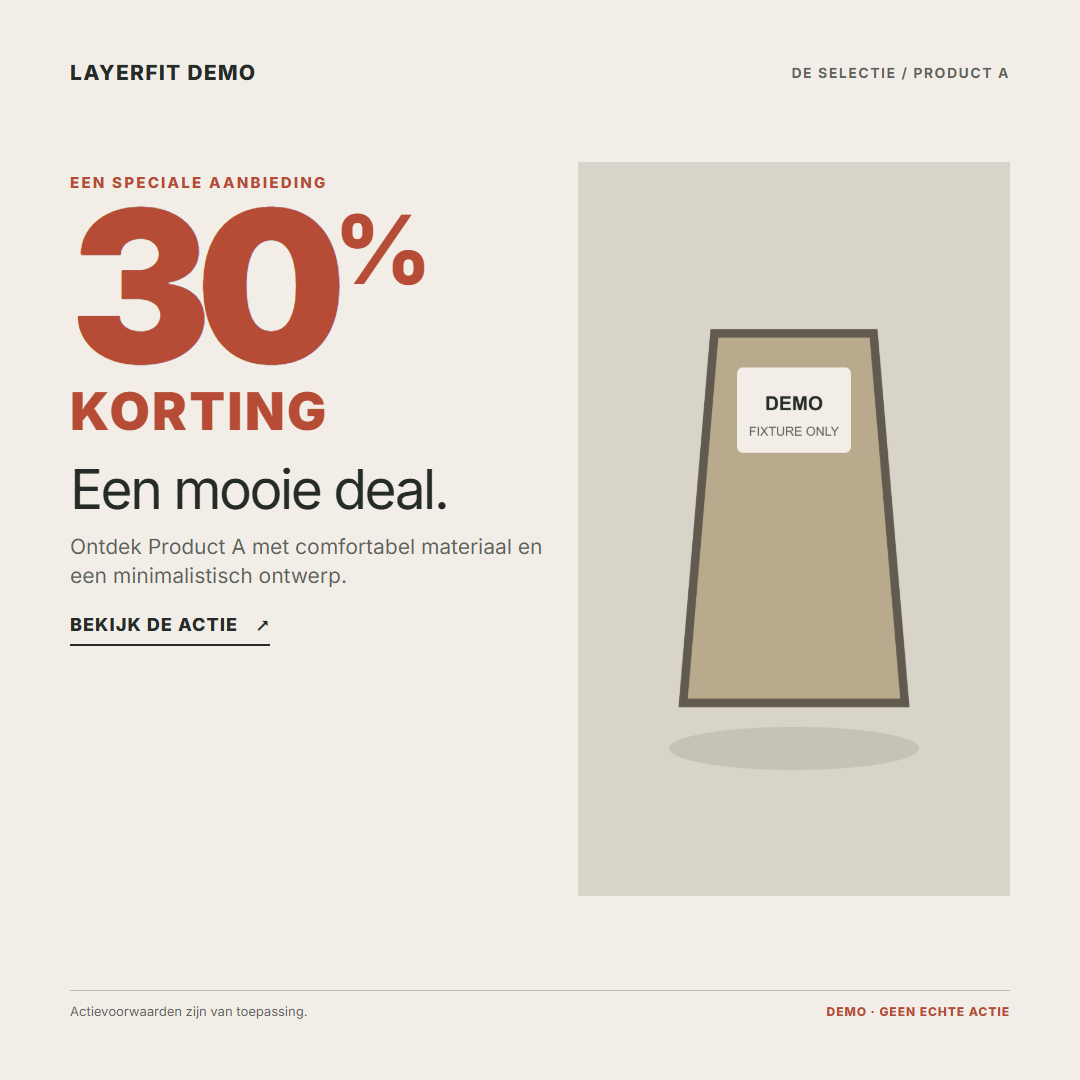 LAYERFIT DEMO
DE SELECTIE / PRODUCT A
EEN SPECIALE AANBIEDING
30%
KORTING
Een mooie deal.
Ontdek Product A met comfortabel materiaal en
een minimalistisch ontwerp.
BEKIJK DE ACTIE ↗
DEMO
FIXTURE ONLY
Actievoorwaarden zijn van toepassing.
DEMO · GEEN ECHTE ACTIE